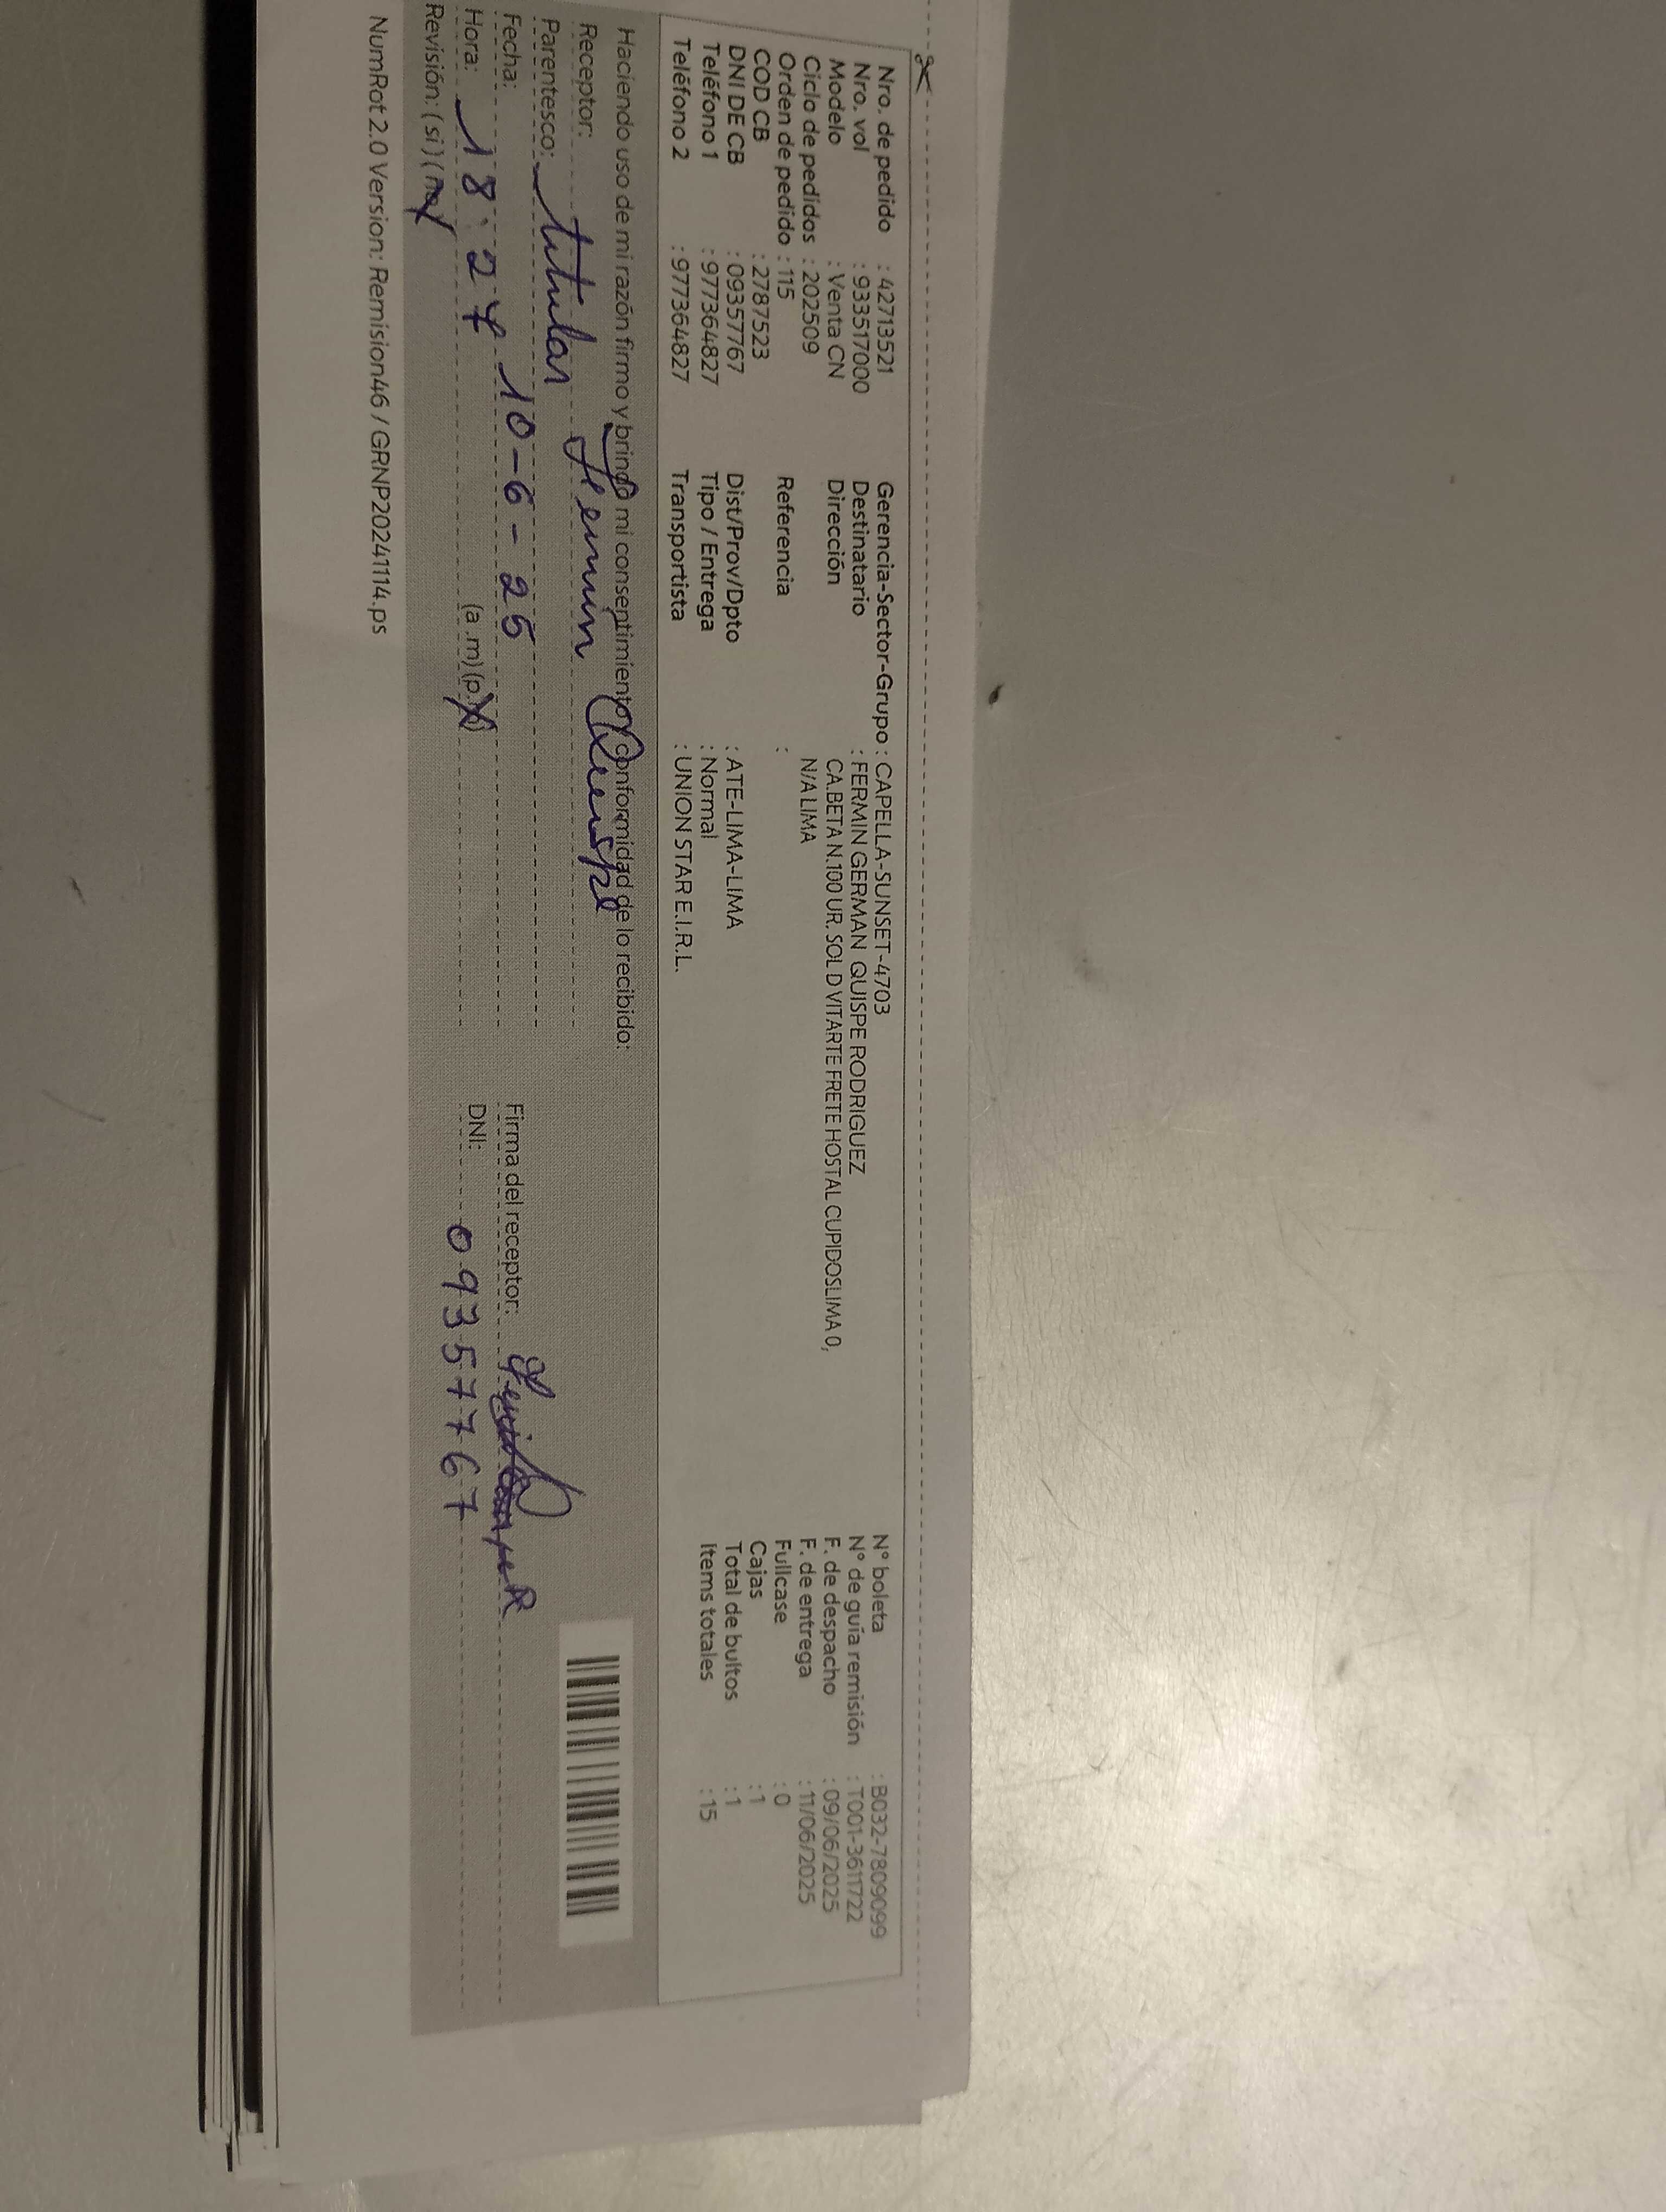 Nro. de pedido : 42713521
Nro. vol : 933517000
Modelo : Venta CN
Ciclo de pedidos : 202509
Orden de pedido : 115
COD CB : 2787523
DNI DE CB : 09357767
Teléfono 1 : 977364827
Teléfono 2 : 977364827
Gerencia-Sector-Grupo : CAPELLA-SUNSET-4703
Destinatario : FERMIN GERMAN QUISPE RODRIGUEZ
Dirección CA.BETA N.100 UR. SOL D VITARTE FRETE HOSTAL CUPIDOSLIMA 0,
N/A LIMA
Referencia :
Dist/Prov/Dpto : ATE-LIMA-LIMA
Tipo / Entrega : Normal
Transportista : UNION STAR E.I.R.L.
N° boleta : B032-7809099
N° de guía remisión : T001-3611722
F. de despacho : 09/06/2025
F. de entrega : 11/06/2025
Fullcase : 0
Cajas : 1
Total de bultos : 1
Items totales : 15
Haciendo uso de mi razón firmo y bringo mi consentimiento conformidad de lo recibido:
Receptor: Fermin Quispe
Parentesco: titular
Fecha: 10-6-25
Hora: 18:27 (a .m) (p.m)
Revisión: (si) (no)
Firma del receptor:
DNI: 09357767
NumRot 2.0 Version: Remision46 / GRNP20241114.ps